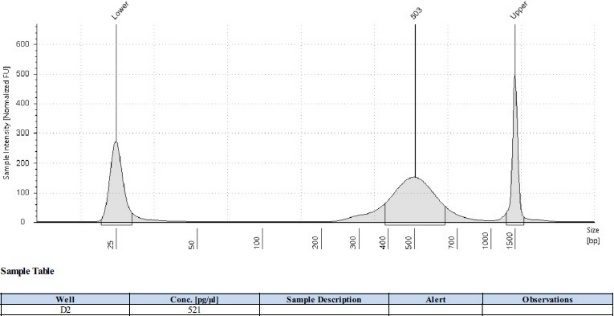 Lower
503
Upper
Sample Intensity [Normalized FU]
600
500
400
300
200
100
0
25
50
100
200
300
400
500
700
1000
1500
Size
[bp]
Sample Table
Well Conc. [pg/µl] Sample Description Alert Observations
D2 521